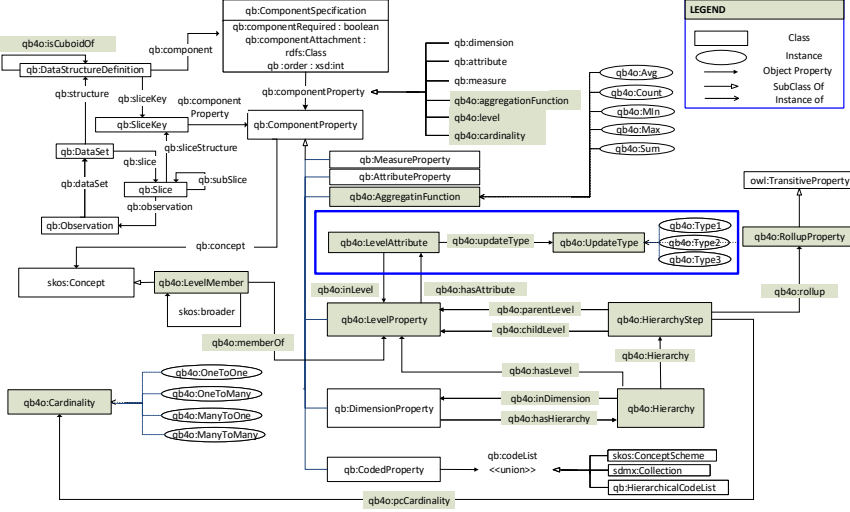 qb:ComponentSpecification
qb:componentRequired : boolean
qb:componentAttachment :
rdfs:Class
qb :order : xsd:int
LEGEND
Class
Instance
Object Property
SubClass Of
Instance of
qb4o:isCuboidOf
qb:component
qb:DataStructureDefinition
qb:structure
qb:sliceKey
qb:component
Property
qb:SliceKey
qb:componentProperty
qb:ComponentProperty
qb:dimension
qb:attribute
qb:measure
qb4o:aggregationFunction
qb4o:level
qb4o:cardinality
qb4o:Avg
qb4o:Count
qb4o:MIn
qb4o:Max
qb4o:Sum
qb:DataSet
qb:slice
qb:sliceStructure
qb:dataSet
qb:Slice
qb:subSlice
qb:observation
qb:Observation
qb:MeasureProperty
qb:AttributeProperty
qb4o:AggregatinFunction
owl:TransitiveProperty
qb4o:RollupProperty
qb4o:rollup
qb4o:LevelAttribute
qb4o:updateType
qb4o:UpdateType
qb4o:Type1
qb4o:Type2
qb4o:Type3
qb:concept
skos:Concept
qb4o:LevelMember
skos:broader
qb4o:memberOf
qb4o:inLevel
qb4o:hasAttribute
qb4o:LevelProperty
qb4o:parentLevel
qb4o:childLevel
qb4o:HierarchyStep
qb4o:Hierarchy
qb4o:hasLevel
qb4o:Cardinality
qb4o:OneToOne
qb4o:OneToMany
qb4o:ManyToOne
qb4o:ManyToMany
qb:DimensionProperty
qb4o:inDimension
qb4o:hasHierarchy
qb4o:Hierarchy
qb:CodedProperty
qb:codeList
<<union>>
skos:ConceptScheme
sdmx:Collection
qb:HierarchicalCodeList
qb4o:pcCardinality